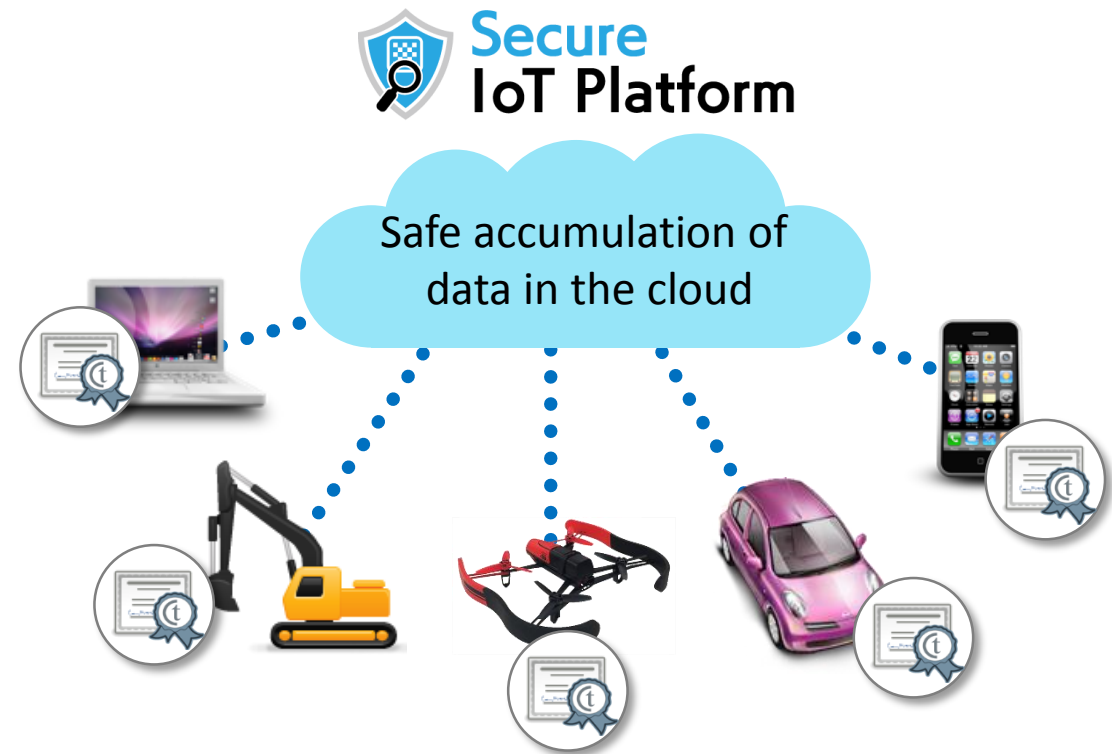 Secure
IoT Platform
Safe accumulation of
data in the cloud